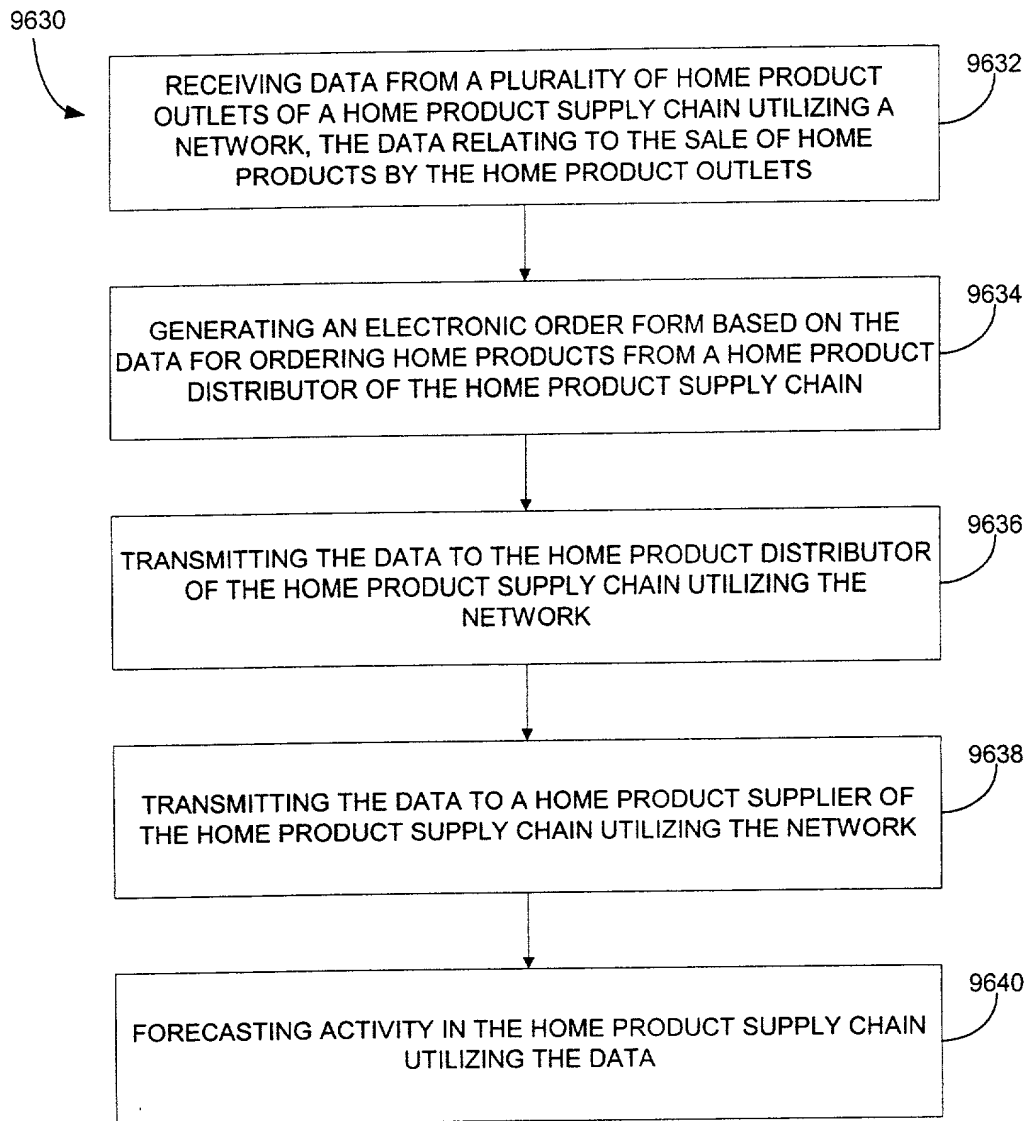 9630
RECEIVING DATA FROM A PLURALITY OF HOME PRODUCT
OUTLETS OF A HOME PRODUCT SUPPLY CHAIN UTILIZING A
NETWORK, THE DATA RELATING TO THE SALE OF HOME
PRODUCTS BY THE HOME PRODUCT OUTLETS
9632
GENERATING AN ELECTRONIC ORDER FORM BASED ON THE
DATA FOR ORDERING HOME PRODUCTS FROM A HOME PRODUCT
DISTRIBUTOR OF THE HOME PRODUCT SUPPLY CHAIN
9634
TRANSMITTING THE DATA TO THE HOME PRODUCT DISTRIBUTOR
OF THE HOME PRODUCT SUPPLY CHAIN UTILIZING THE
NETWORK
9636
TRANSMITTING THE DATA TO A HOME PRODUCT SUPPLIER OF
THE HOME PRODUCT SUPPLY CHAIN UTILIZING THE NETWORK
9638
FORECASTING ACTIVITY IN THE HOME PRODUCT SUPPLY CHAIN
UTILIZING THE DATA
9640